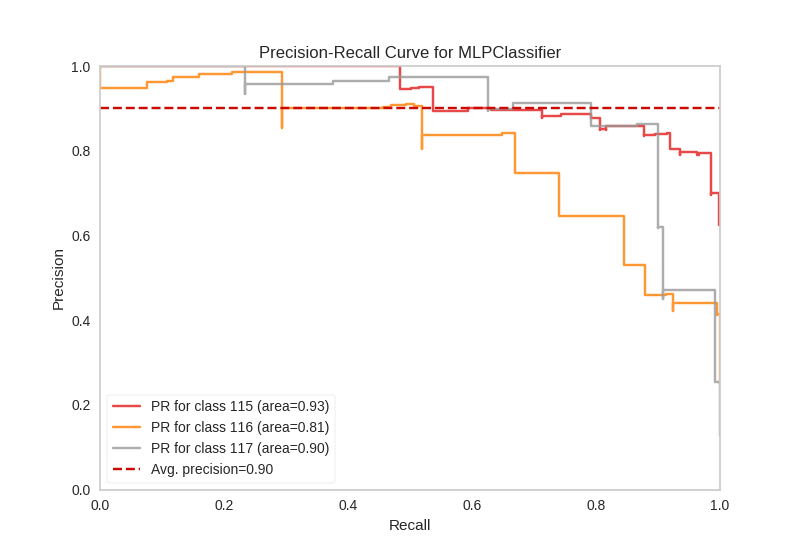 Precision-Recall Curve for MLPClassifier
1.0
0.8
0.6
0.4
0.2
0.0
Precision
PR for class 115 (area=0.93)
PR for class 116 (area=0.81)
PR for class 117 (area=0.90)
Avg. precision=0.90
0.0 0.2 0.4 0.6 0.8 1.0
Recall